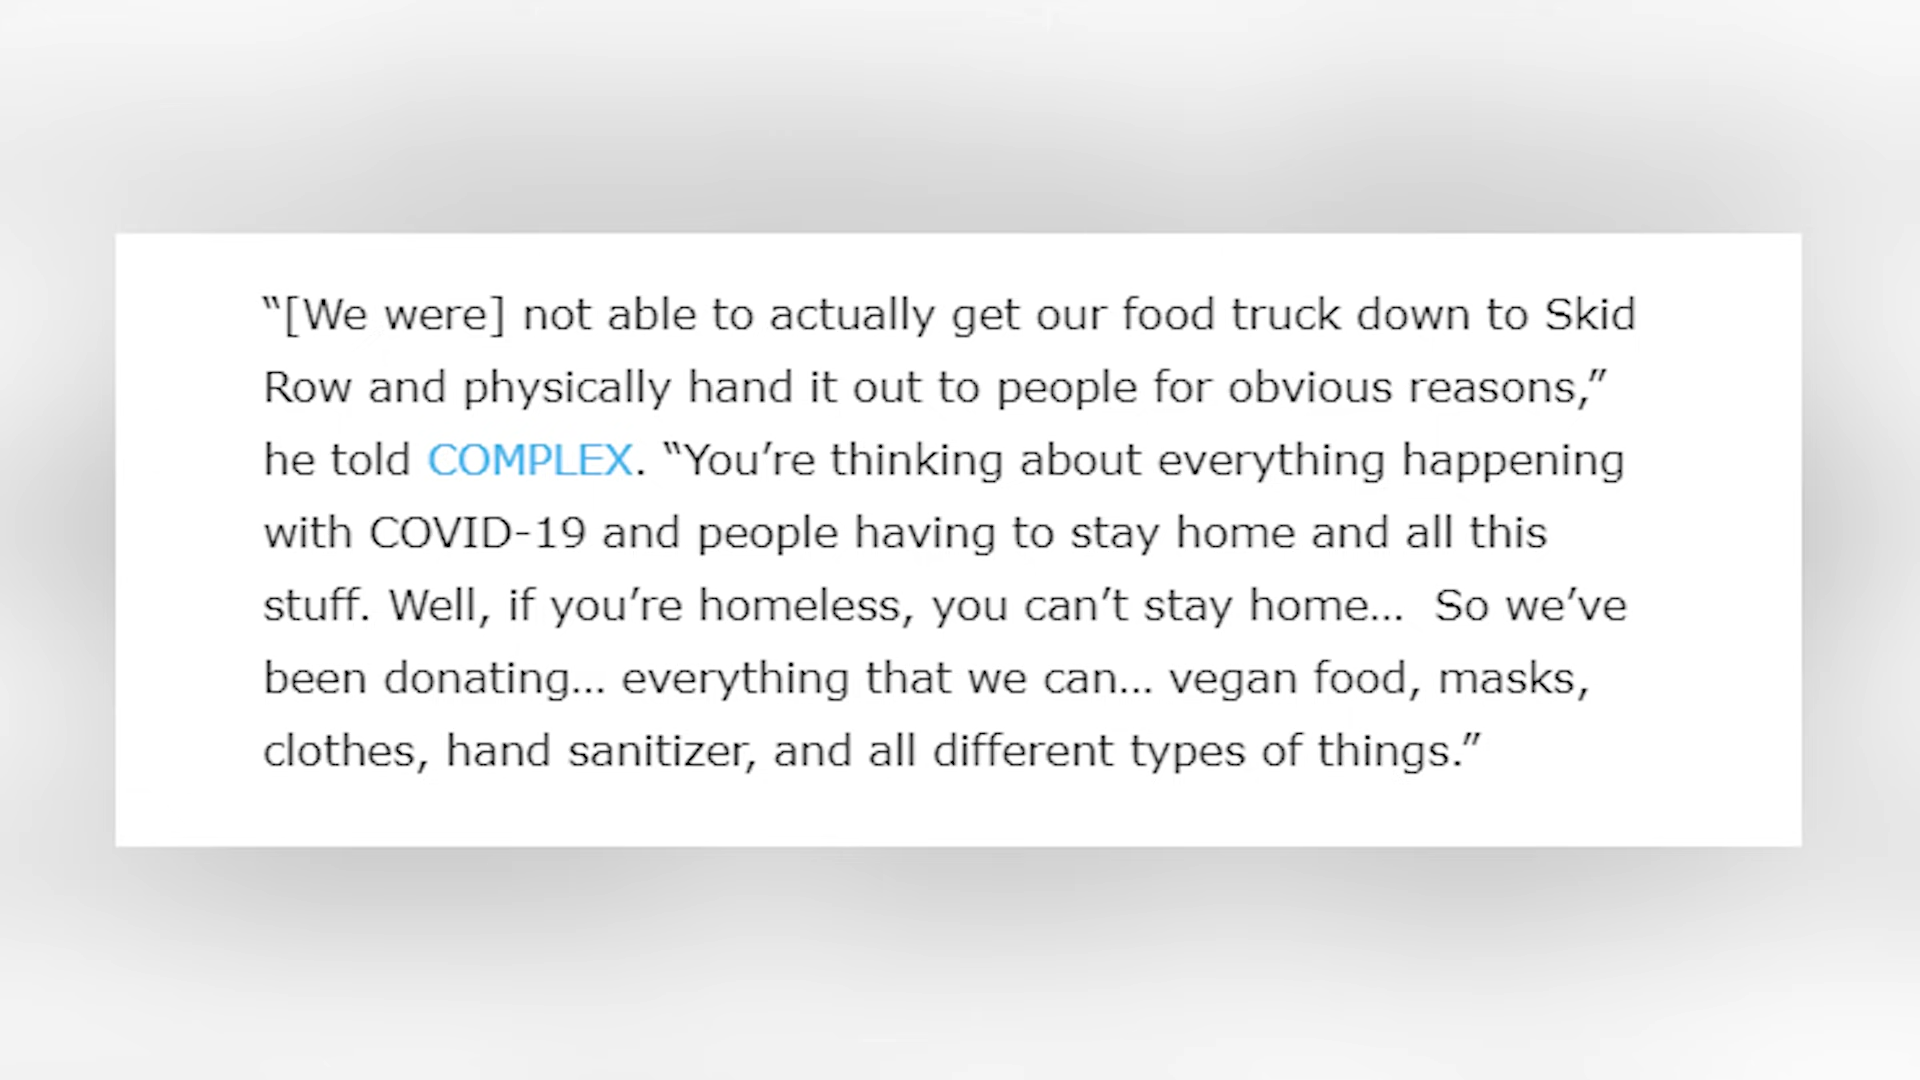 “[We were] not able to actually get our food truck down to Skid
Row and physically hand it out to people for obvious reasons,”
he told COMPLEX. “You’re thinking about everything happening
with COVID-19 and people having to stay home and all this
stuff. Well, if you’re homeless, you can’t stay home…  So we’ve
been donating… everything that we can… vegan food, masks,
clothes, hand sanitizer, and all different types of things.”